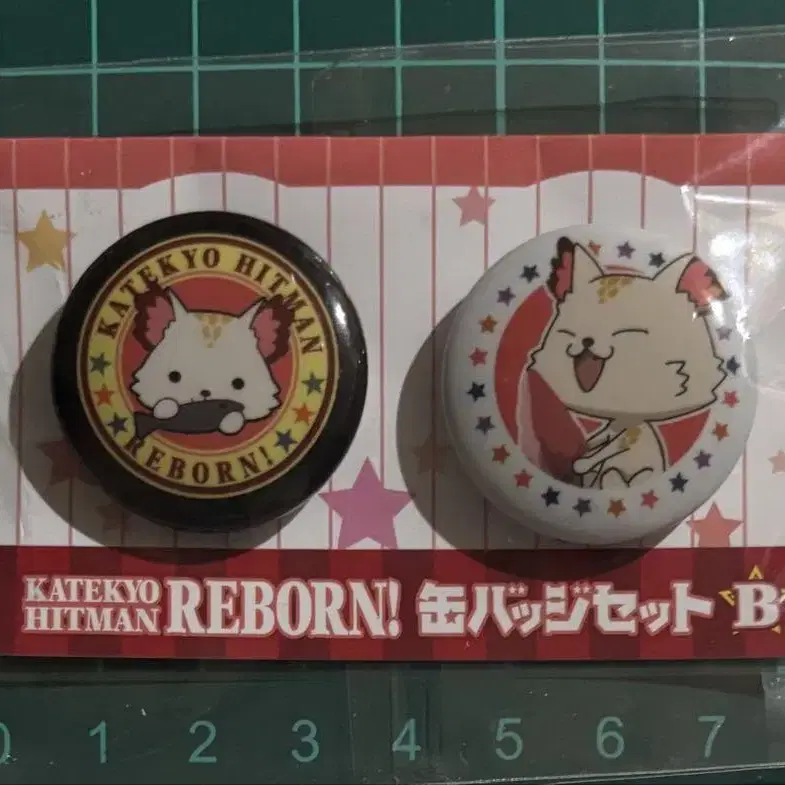 KATEKYO HITMAN
REBORN!
KATEKYO
HITMAN REBORN! 缶バッジセット B
0 1 2 3 4 5 6 7